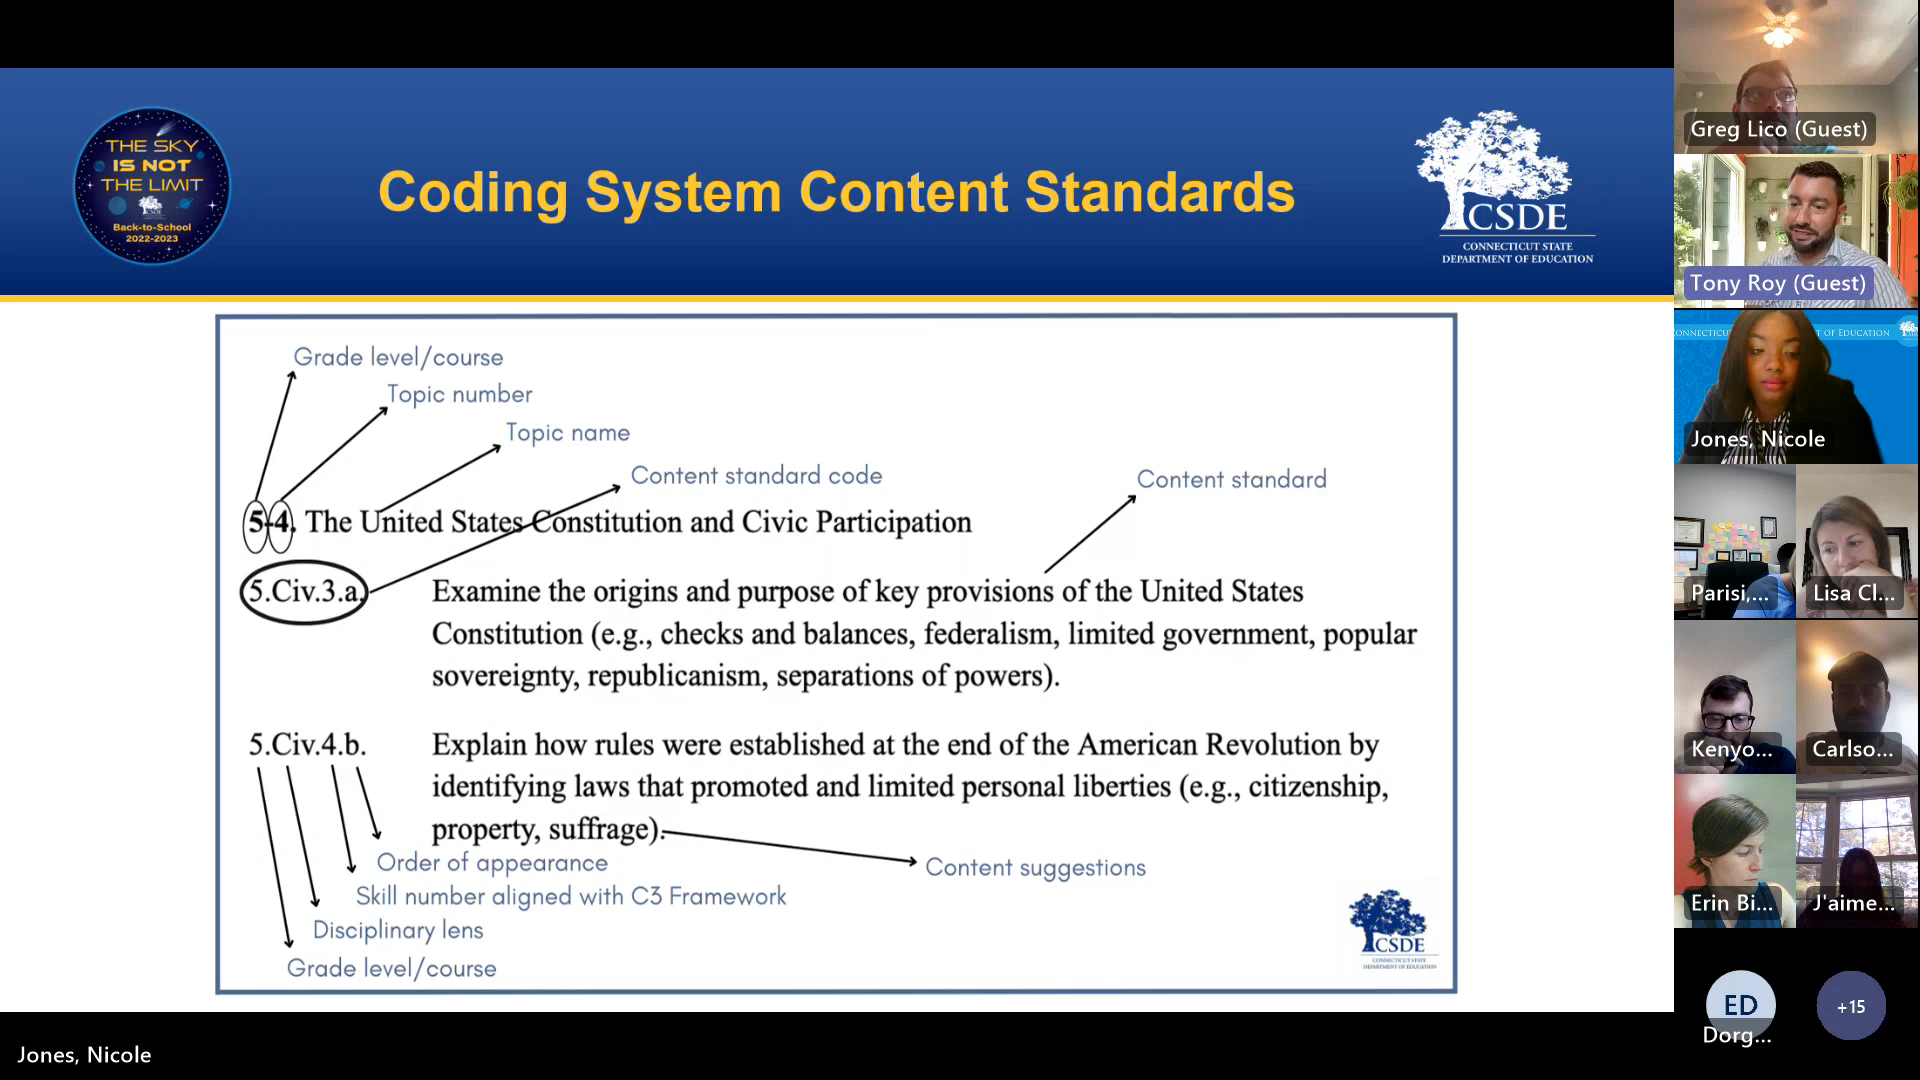 THE SKY
IS NOT
THE LIMIT
CSDE
Back-to-School
2022-2023
Coding System Content Standards
CSDE
CONNECTICUT STATE
DEPARTMENT OF EDUCATION
Grade level/course
Topic number
Topic name
Content standard code
Content standard
5-4. The United States Constitution and Civic Participation
5.Civ.3.a. Examine the origins and purpose of key provisions of the United States
Constitution (e.g., checks and balances, federalism, limited government, popular
sovereignty, republicanism, separations of powers).
5.Civ.4.b. Explain how rules were established at the end of the American Revolution by
identifying laws that promoted and limited personal liberties (e.g., citizenship,
property, suffrage).
Order of appearance
Content suggestions
Skill number aligned with C3 Framework
Disciplinary lens
Grade level/course
CSDE
CONNECTICUT STATE
DEPARTMENT OF EDUCATION
Jones, Nicole
Greg Lico (Guest)
Tony Roy (Guest)
Jones, Nicole
Parisi,...
Lisa Cl...
Kenyo...
Carlso...
Erin Bi...
J'aime...
ED
Dorg...
+15